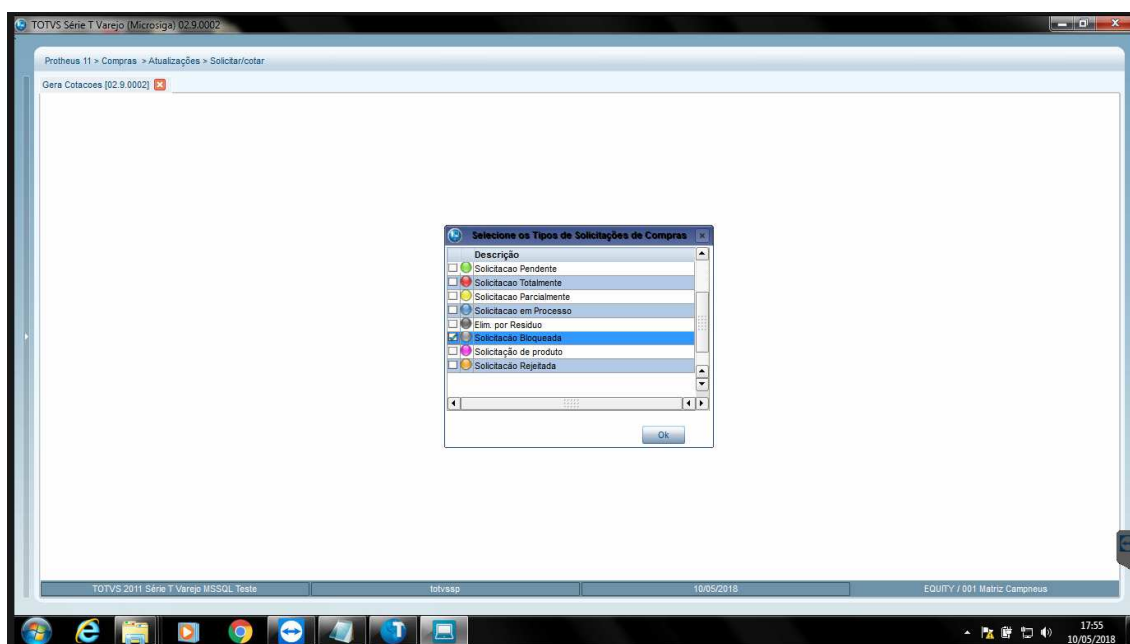 TOTVS Série T Varejo (Microsiga) 02.9.0002
Protheus 11 > Compras > Atualizações > Solicitar/cotar
Gera Cotacoes [02.9.0002]
Selecione os Tipos de Solicitações de Compras
Descrição
Solicitacao Pendente
Solicitacao Totalmente
Solicitacao Parcialmente
Solicitacao em Processo
Elim. por Residuo
Solicitacão Bloqueada
Solicitação de produto
Solicitacão Rejeitada
Ok
TOTVS 2011 Série T Varejo MSSQL Teste
totvssp
10/05/2018
EQUITY / 001 Matriz Campneus
17:55
10/05/2018